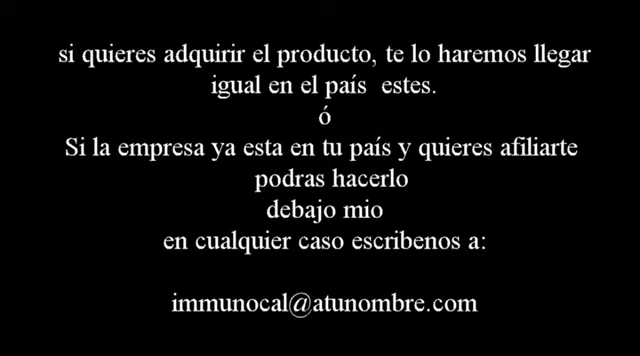 si quieres adquirir el producto, te lo haremos llegar
igual en el país estes.
ó
Si la empresa ya esta en tu país y quieres afiliarte
podras hacerlo
debajo mio
en cualquier caso escribenos a:
immunocal@atunombre.com